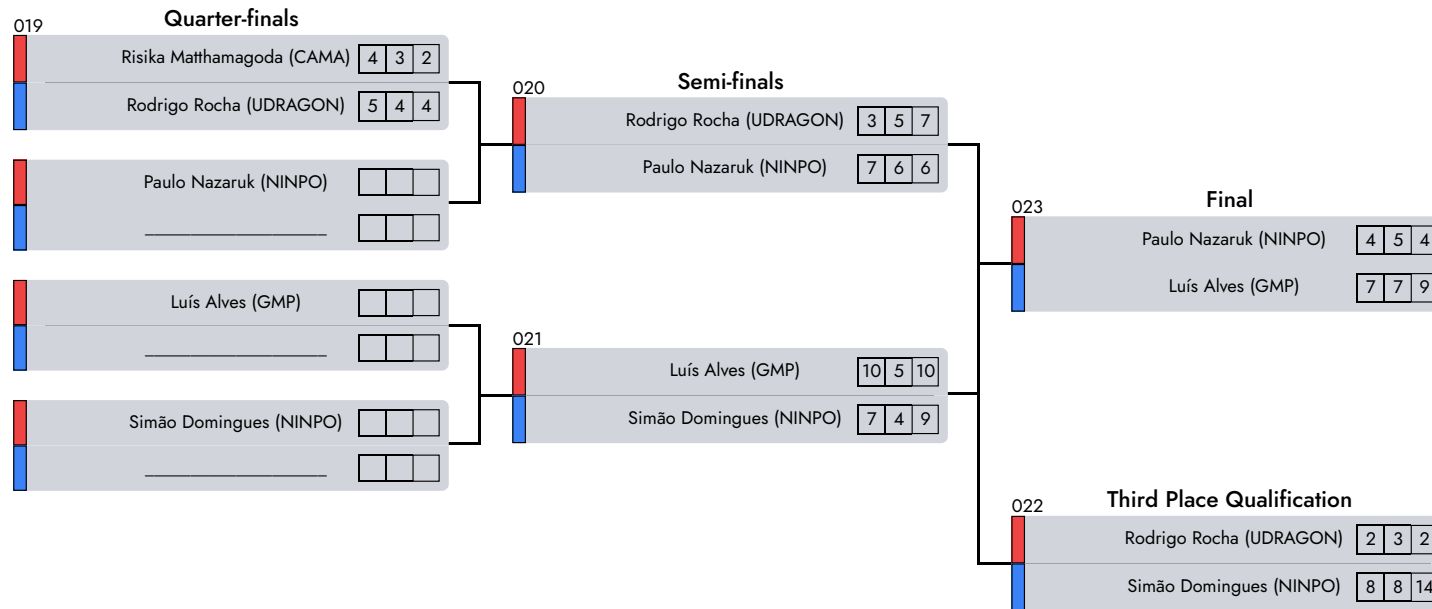 Quarter-finals
019
Risika Matthamagoda (CAMA) 4 3 2
Rodrigo Rocha (UDRAGON) 5 4 4
Paulo Nazaruk (NINPO)
____________________
Luís Alves (GMP)
____________________
Simão Domingues (NINPO)
____________________
Semi-finals
020
Rodrigo Rocha (UDRAGON) 3 5 7
Paulo Nazaruk (NINPO) 7 6 6
021
Luís Alves (GMP) 10 5 10
Simão Domingues (NINPO) 7 4 9
Final
023
Paulo Nazaruk (NINPO) 4 5 4
Luís Alves (GMP) 7 7 9
Third Place Qualification
022
Rodrigo Rocha (UDRAGON) 2 3 2
Simão Domingues (NINPO) 8 8 14